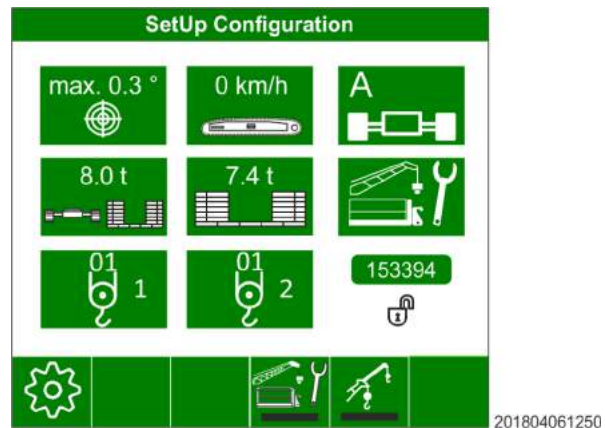 SetUp Configuration
max. 0.3 °
0 km/h
A
8.0 t
7.4 t
01
1
01
2
153394
201804061250